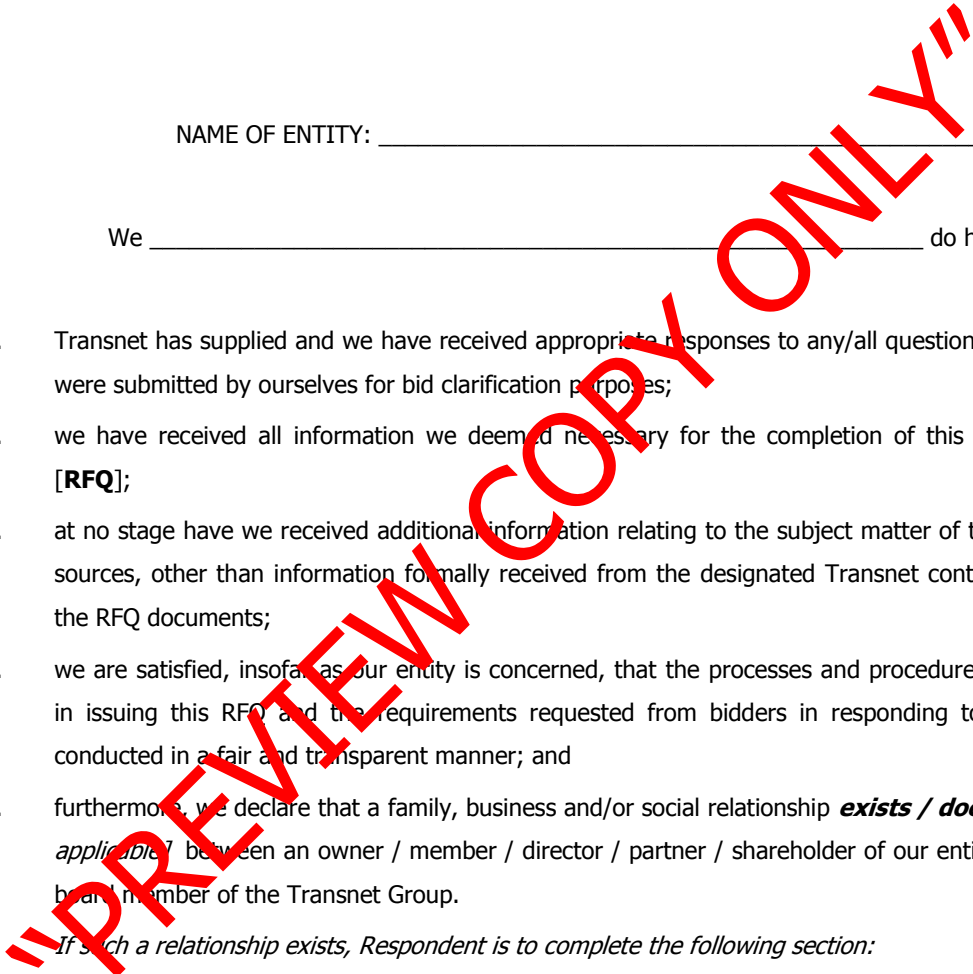 NAME OF ENTITY: ____________________________________________
We ___________________________________________________________ do h
Transnet has supplied and we have received appropriate responses to any/all question
were submitted by ourselves for bid clarification purposes;
we have received all information we deemed necessary for the completion of this
[RFQ];
at no stage have we received additional information relating to the subject matter of t
sources, other than information formally received from the designated Transnet cont
the RFQ documents;
we are satisfied, insofar as our entity is concerned, that the processes and procedure
in issuing this RFQ and the requirements requested from bidders in responding to
conducted in a fair and transparent manner; and
furthermore, we declare that a family, business and/or social relationship exists / doe
applicable] between an owner / member / director / partner / shareholder of our enti
board member of the Transnet Group.
If such a relationship exists, Respondent is to complete the following section:
"PREVIEW COPY ONLY"